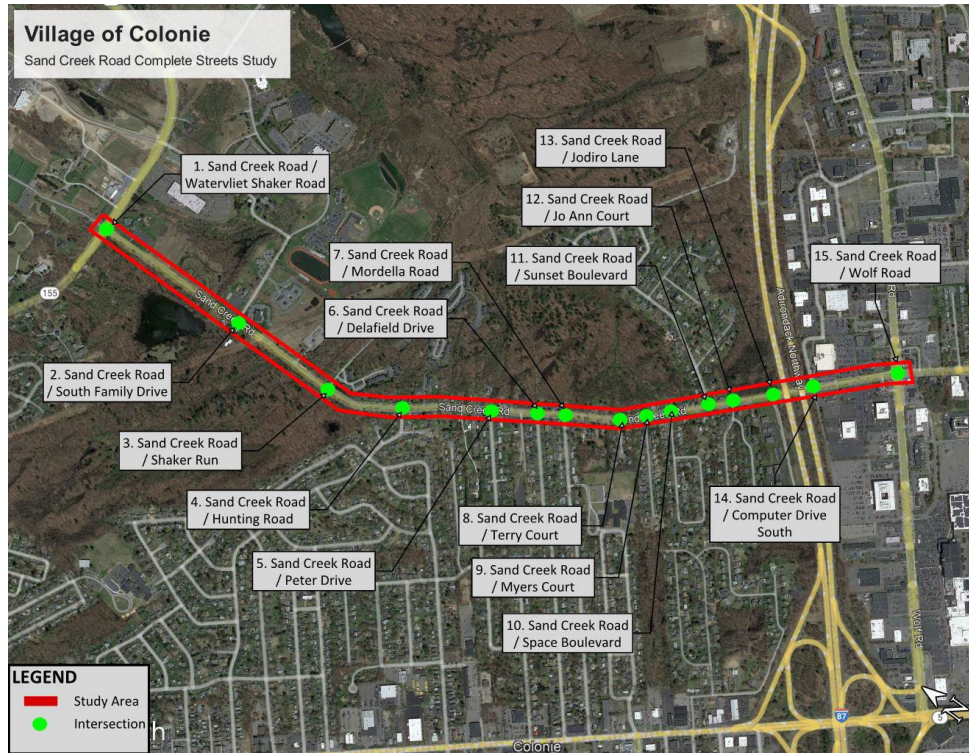 Village of Colonie
Sand Creek Road Complete Streets Study
1. Sand Creek Road /
Watervliet Shaker Road
13. Sand Creek Road
/ Jodiro Lane
12. Sand Creek Road
/ Jo Ann Court
11. Sand Creek Road
/ Sunset Boulevard
7. Sand Creek Road
/ Mordella Road
15. Sand Creek Road
/ Wolf Road
Rd
155
Sand Creek Rd
6. Sand Creek Road
/ Delafield Drive
Adirondack Northway
2. Sand Creek Road
/ South Family Drive
Sand Creek Rd
Sand Creek Rd
3. Sand Creek Road
/ Shaker Run
4. Sand Creek Road
/ Hunting Road
8. Sand Creek Road
/ Terry Court
14. Sand Creek Road
/ Computer Drive
South
5. Sand Creek Road
/ Peter Drive
9. Sand Creek Road
/ Myers Court
10. Sand Creek Road
/ Space Boulevard
Wolf Rd
LEGEND
Study Area
Intersection
h
87
5
N
Colonie